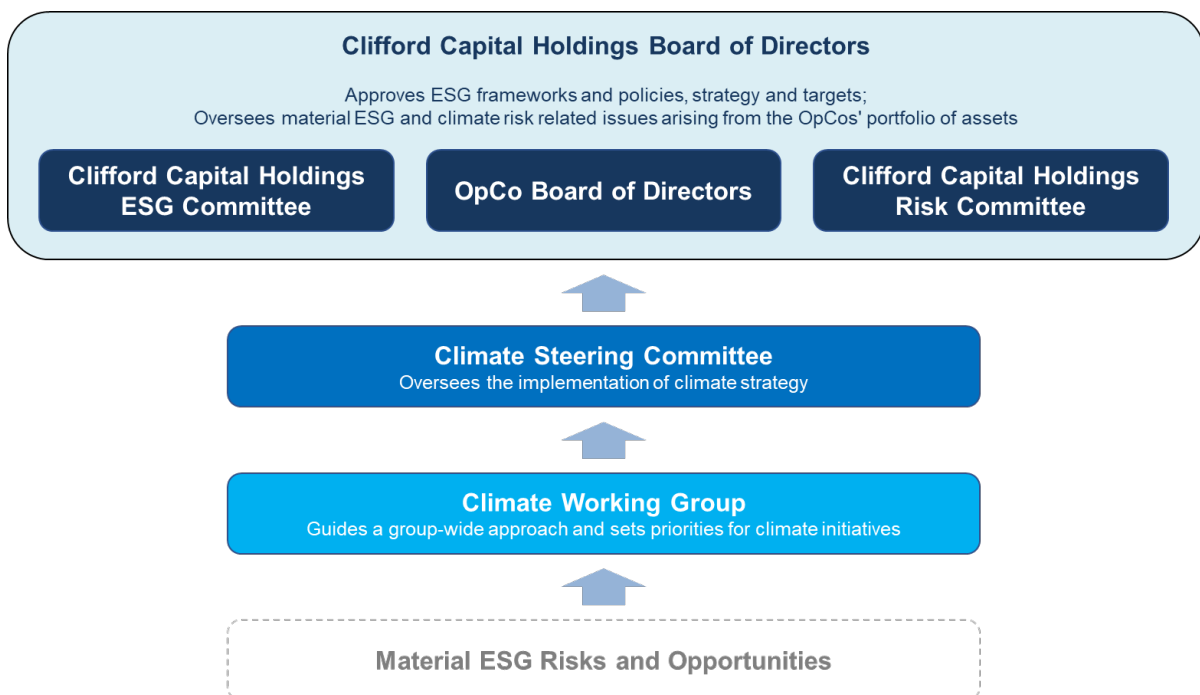 Clifford Capital Holdings Board of Directors
Approves ESG frameworks and policies, strategy and targets;
Oversees material ESG and climate risk related issues arising from the OpCos' portfolio of assets
Clifford Capital Holdings
ESG Committee
OpCo Board of Directors
Clifford Capital Holdings
Risk Committee
Climate Steering Committee
Oversees the implementation of climate strategy
Climate Working Group
Guides a group-wide approach and sets priorities for climate initiatives
Material ESG Risks and Opportunities